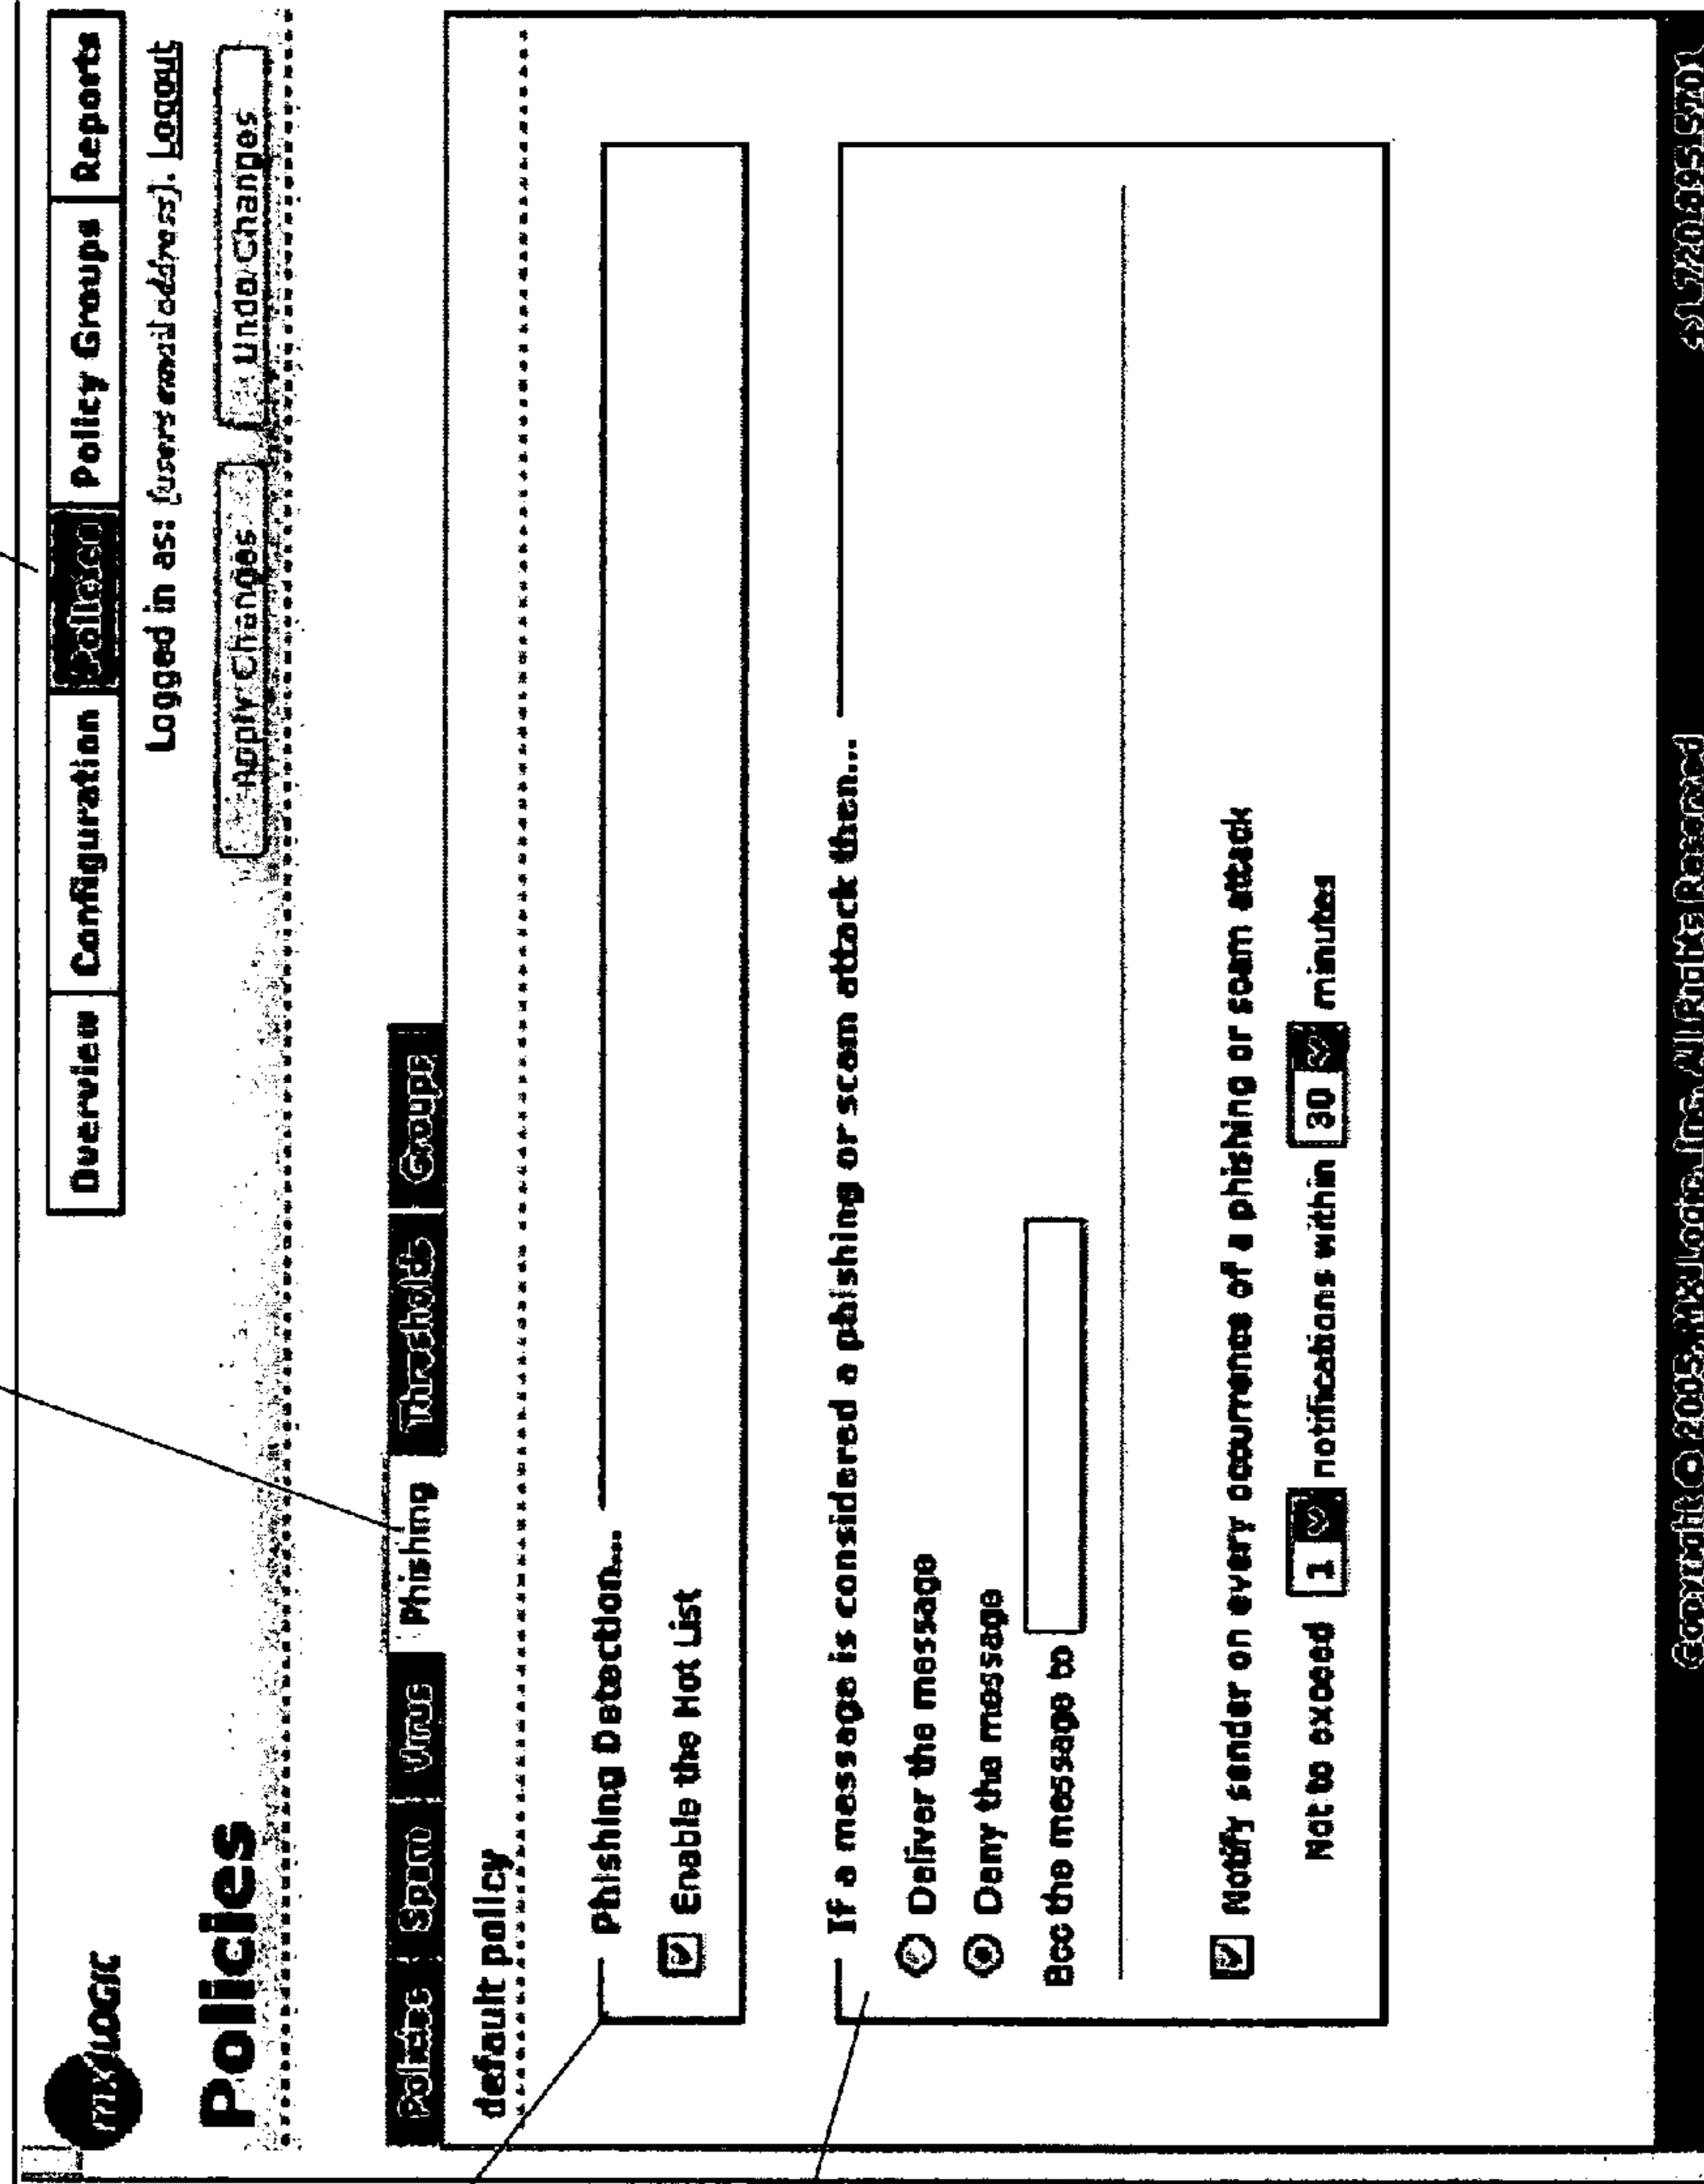 Overview Configuration Policies Policy Groups Reports
mx LOGIC
Logged in as: [users email address]. Logout
Policies
Apply Changes Undo Changes
Policies Spam Virus Phishing Thresholds Groups
default policy
Phishing Detection...
Enable the Hot List
If a message is considered a phishing or scam attack then...
Deliver the message
Deny the message
Bcc the message to
Notify sender on every occurrence of a phishing or scam attack
Not to exceed 1 notifications within 30 minutes
Copyright © 2005, MX Logic, Inc. All Rights Reserved